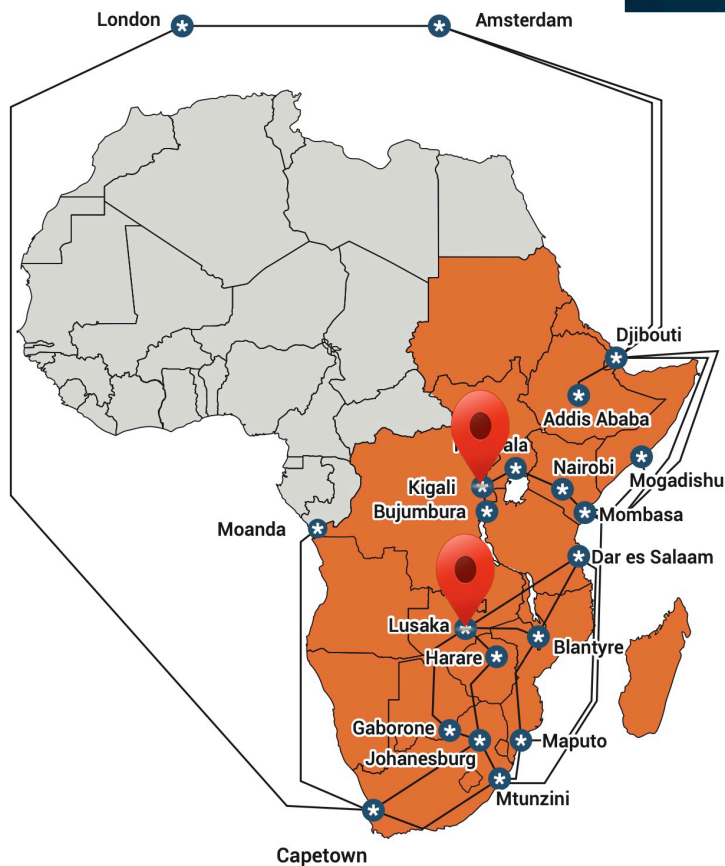 London
Amsterdam
Djibouti
Addis Ababa
Nairobi
Kigali
Mogadishu
Bujumbura
Mombasa
Moanda
Dar es Salaam
Lusaka
Blantyre
Harare
Gaborone
Maputo
Johanesburg
Mtunzini
Capetown